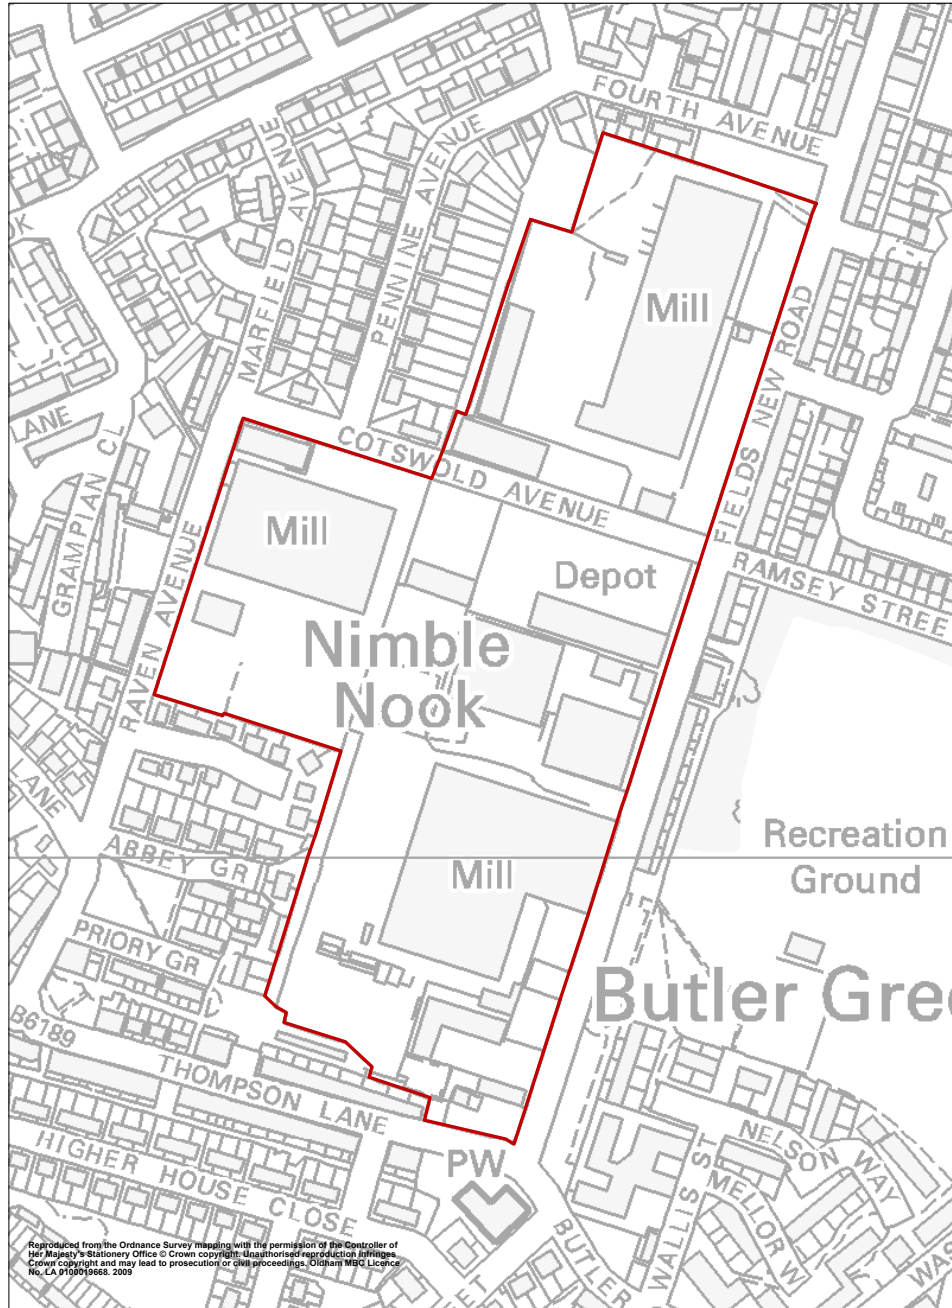 FOURTH AVENUE
MARFIELD AVENUE
PENNINE AVENUE
Mill
FIELDS NEW ROAD
LANE
GRAMPIAN CL
COTSWOLD AVENUE
Mill
Depot
RAMSEY STREE
RAVEN AVENUE
Nimble
Nook
LANE
ABBEY GR
Mill
Recreation
Ground
PRIORY GR
Butler Gree
B6189
THOMPSON LANE
HIGHER HOUSE CLOSE
PW
NELSON WAY
WALLIS ST
BUTLER
Reproduced from the Ordnance Survey mapping with the permission of the Controller of
Her Majesty's Stationery Office © Crown copyright. Unauthorised reproduction infringes
Crown copyright and may lead to prosecution or civil proceedings. Oldham MBC Licence
No. LA 0100019668. 2009